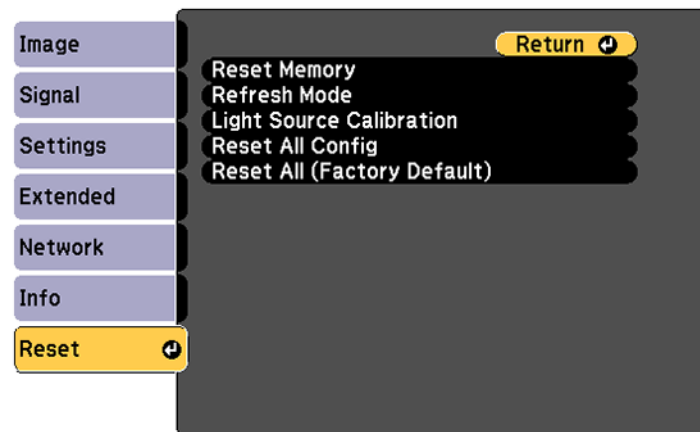 Image
Signal
Settings
Extended
Network
Info
Reset
Return
Reset Memory
Refresh Mode
Light Source Calibration
Reset All Config
Reset All (Factory Default)